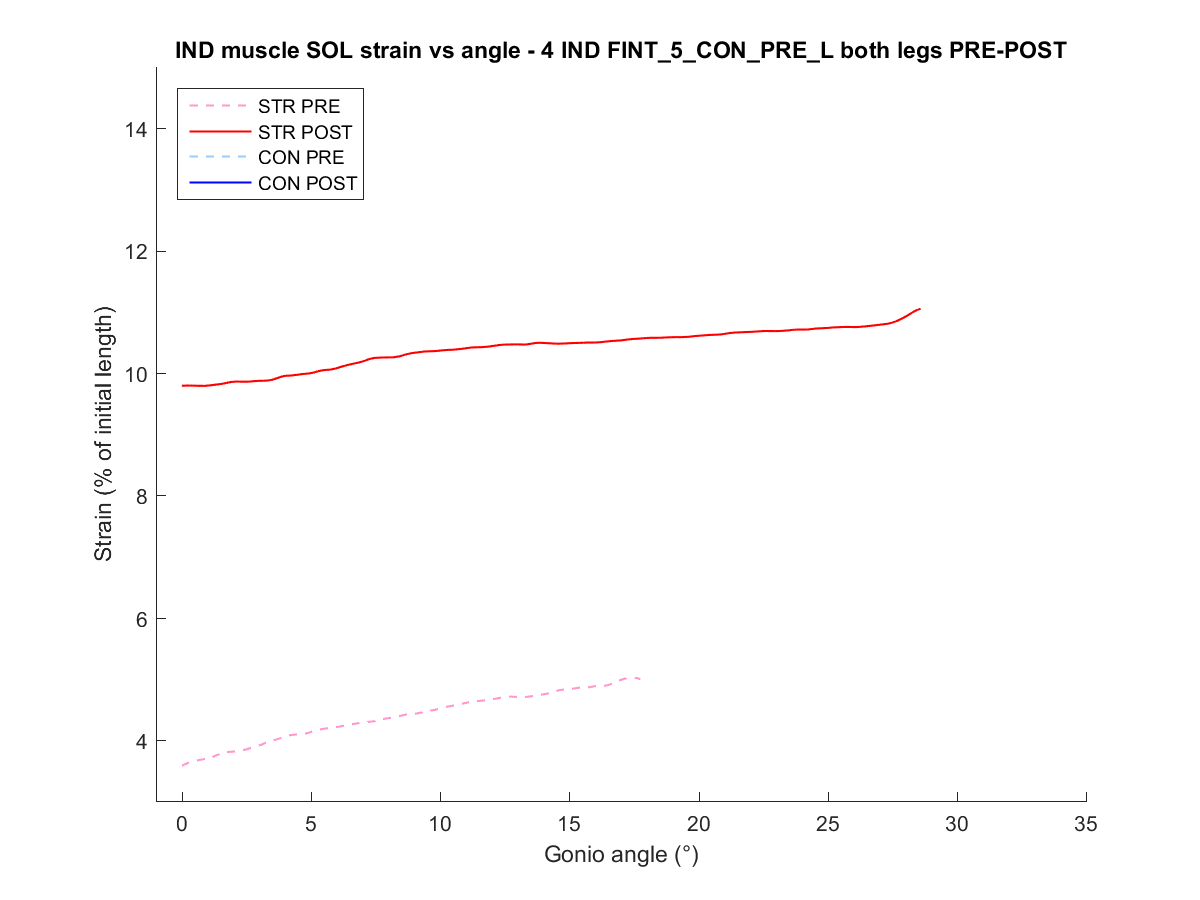 IND muscle SOL strain vs angle - 4 IND FINT_5_CON_PRE_L both legs PRE-POST
STR PRE
STR POST
CON PRE
CON POST
14
12
10
8
6
4
Strain (% of initial length)
0 5 10 15 20 25 30 35
Gonio angle (°)